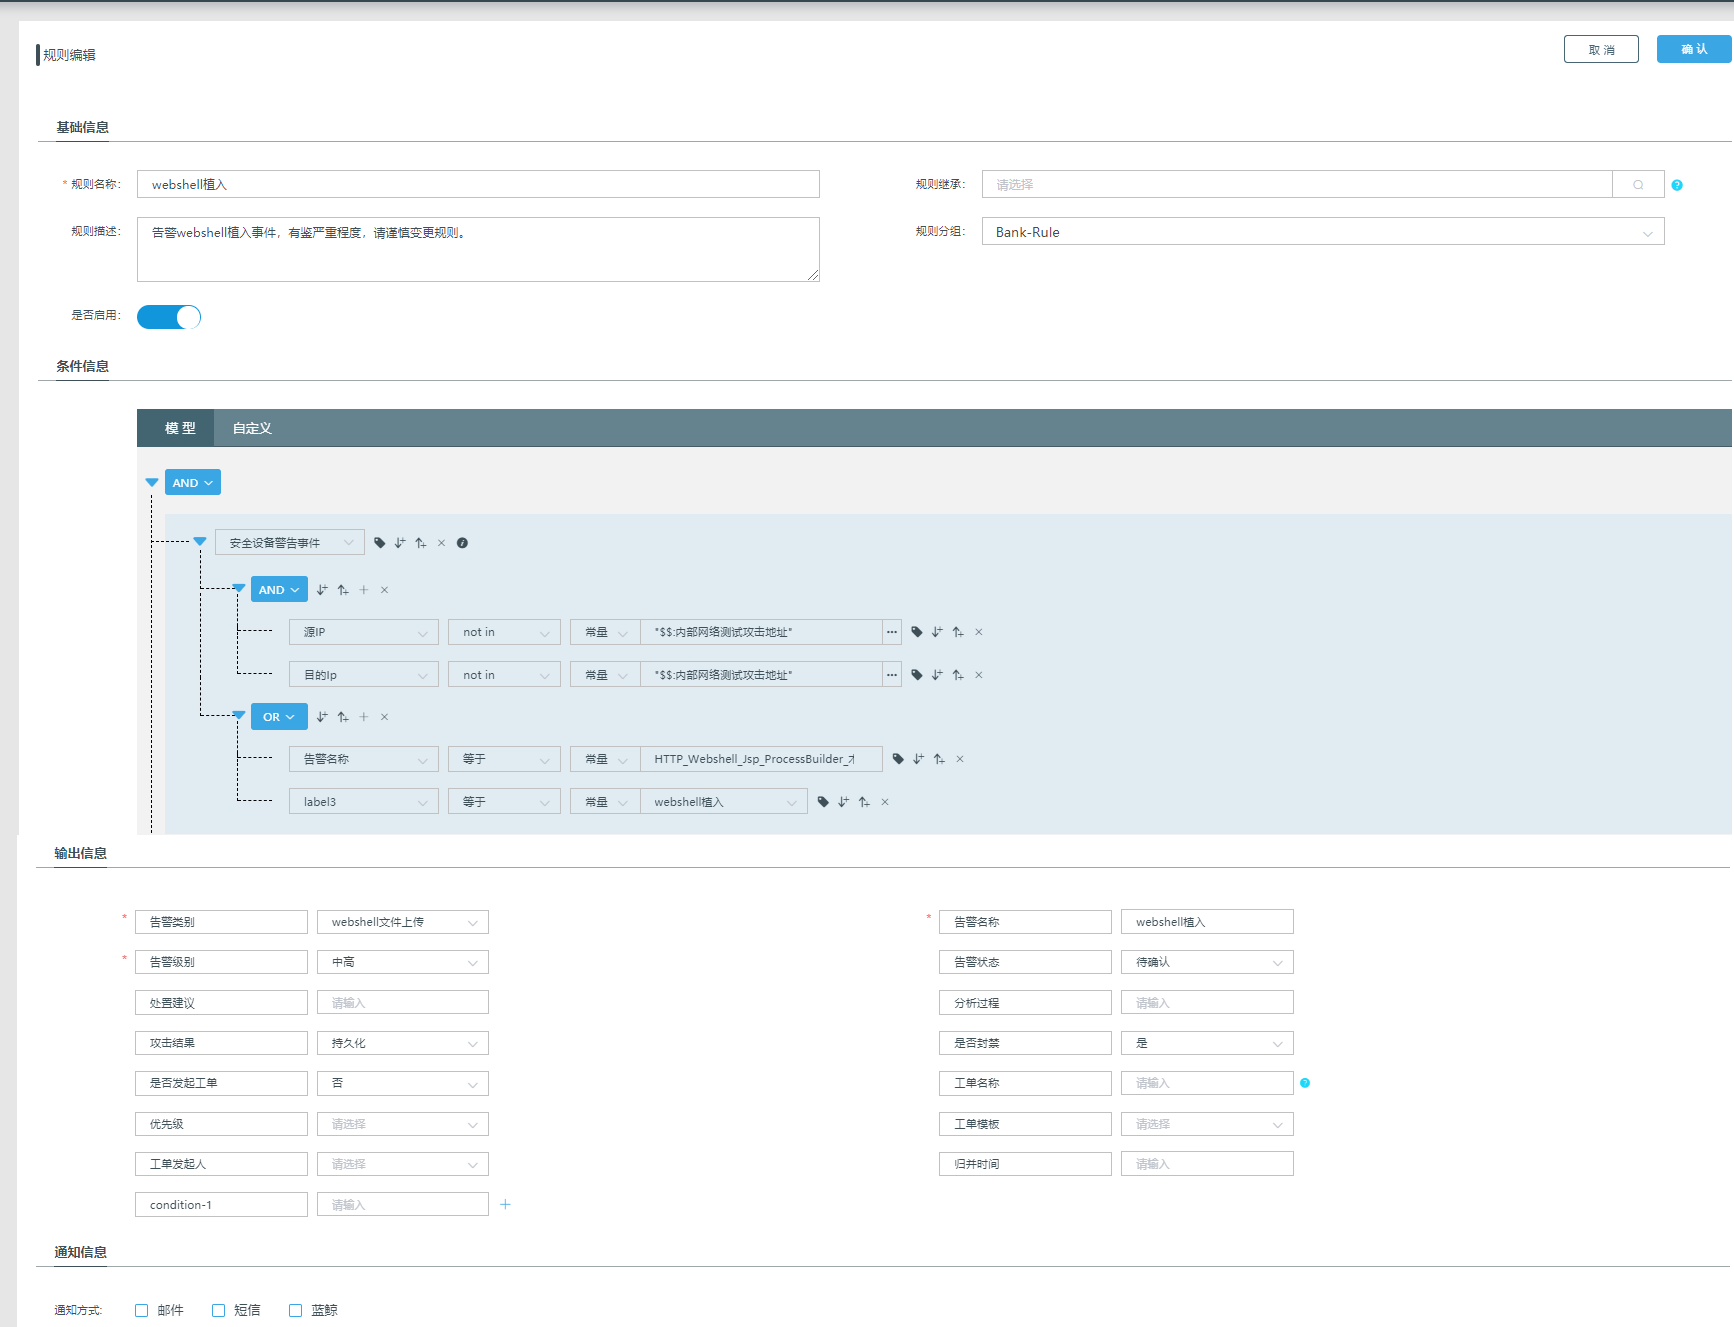 规则编辑
取 消
确 认
基础信息
* 规则名称: webshell植入
规则继承: 请选择
规则描述: 告警webshell植入事件，有鉴严重程度，请谨慎变更规则。
规则分组: Bank-Rule
是否启用:
条件信息
模 型 自定义
AND
安全设备警告事件
AND
源IP not in 常量 "$$:内部网络测试攻击地址" ...
目的Ip not in 常量 "$$:内部网络测试攻击地址" ...
OR
告警名称 等于 常量 HTTP_Webshell_Jsp_ProcessBuilder_
label3 等于 常量 webshell植入
输出信息
* 告警类别 webshell文件上传
* 告警名称 webshell植入
* 告警级别 中高
告警状态 待确认
处置建议 请输入
分析过程 请输入
攻击结果 持久化
是否封禁 是
是否发起工单 否
工单名称 请输入
优先级 请选择
工单模板 请选择
工单发起人 请选择
归并时间 请输入
condition-1 请输入
通知信息
通知方式: 邮件 短信 蓝鲸